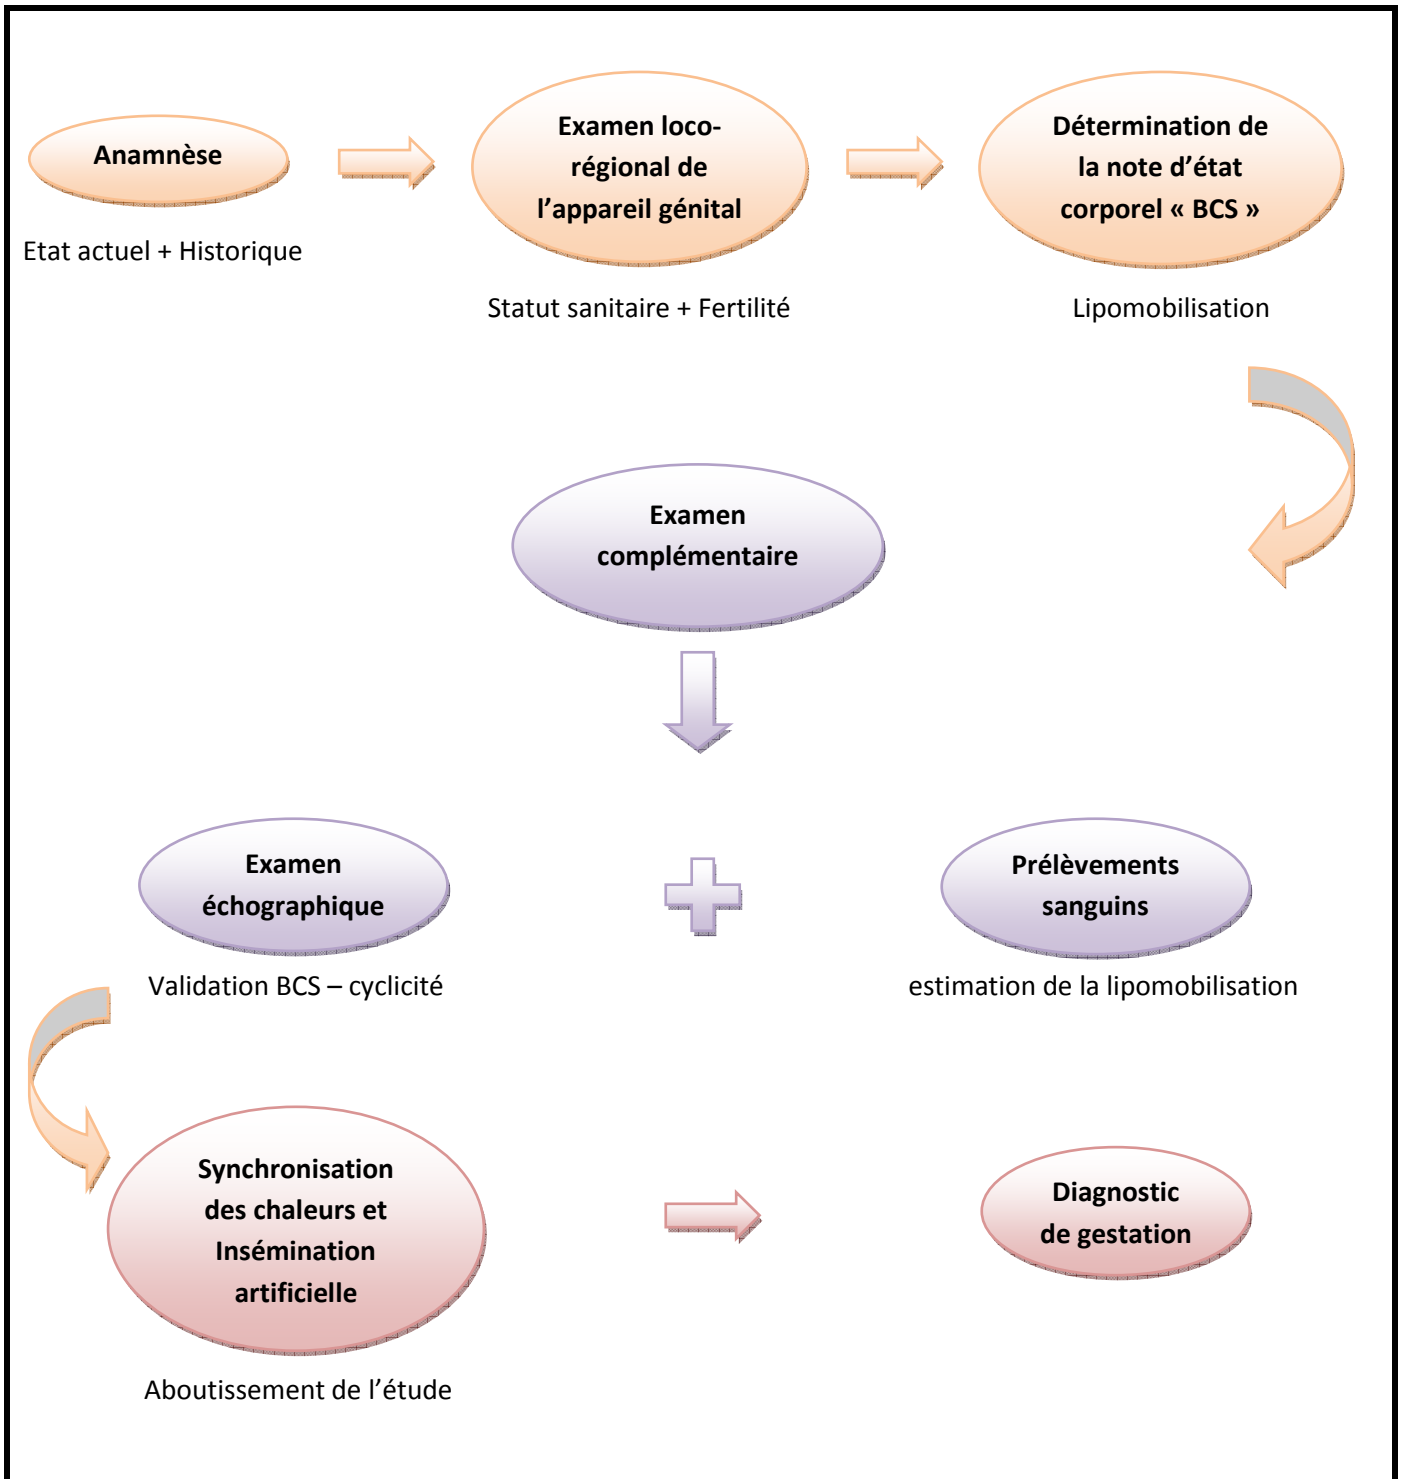 Anamnèse
Etat actuel + Historique
Examen loco-
régional de
l’appareil génital
Statut sanitaire + Fertilité
Détermination de
la note d’état
corporel « BCS »
Lipomobilisation
Examen
complémentaire
Examen
échographique
Validation BCS – cyclicité
Prélèvements
sanguins
estimation de la lipomobilisation
Synchronisation
des chaleurs et
Insémination
artificielle
Aboutissement de l’étude
Diagnostic
de gestation